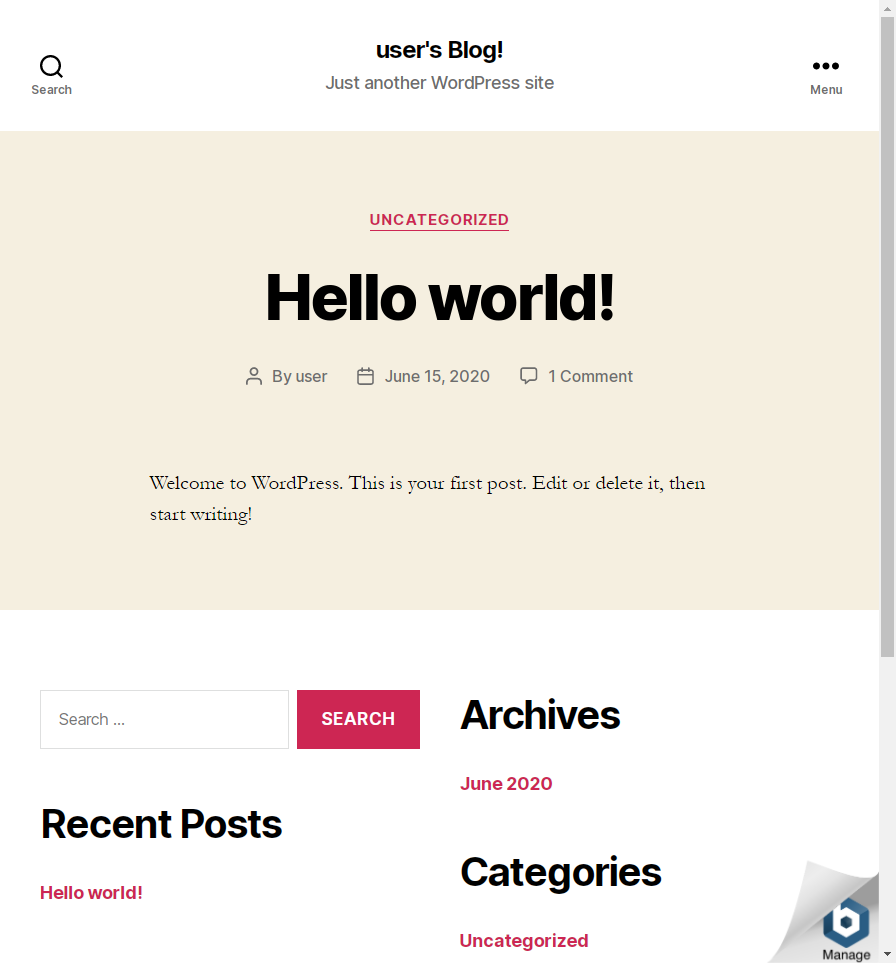 user's Blog!
Just another WordPress site
Search
Menu
UNCATEGORIZED
Hello world!
By user
June 15, 2020
1 Comment
Welcome to WordPress. This is your first post. Edit or delete it, then
start writing!
Search ...
SEARCH
Recent Posts
Hello world!
Archives
June 2020
Categories
Uncategorized
Manage